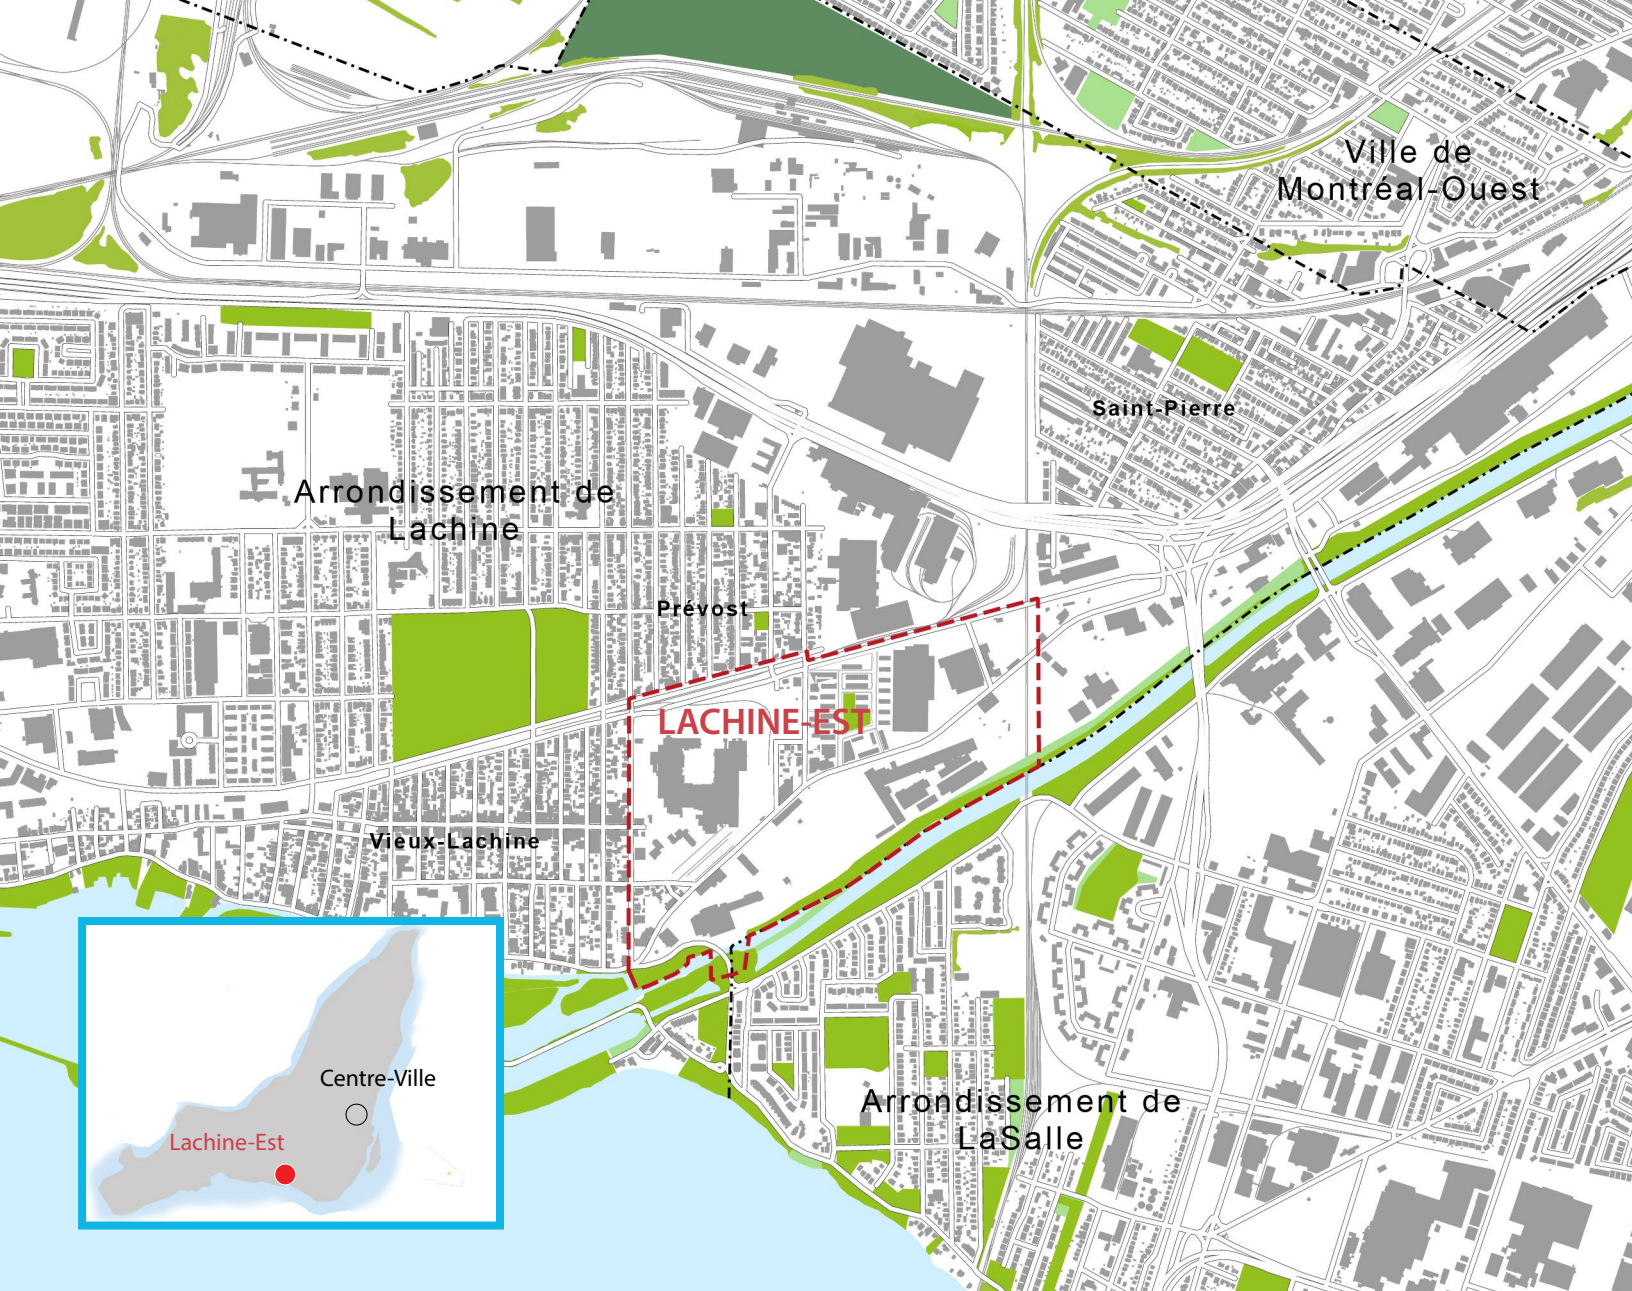 Ville de
Montréal-Ouest
Saint-Pierre
Arrondissement de
Lachine
Prévost
LACHINE-EST
Vieux-Lachine
Centre-Ville
Lachine-Est
Arrondissement de
LaSalle